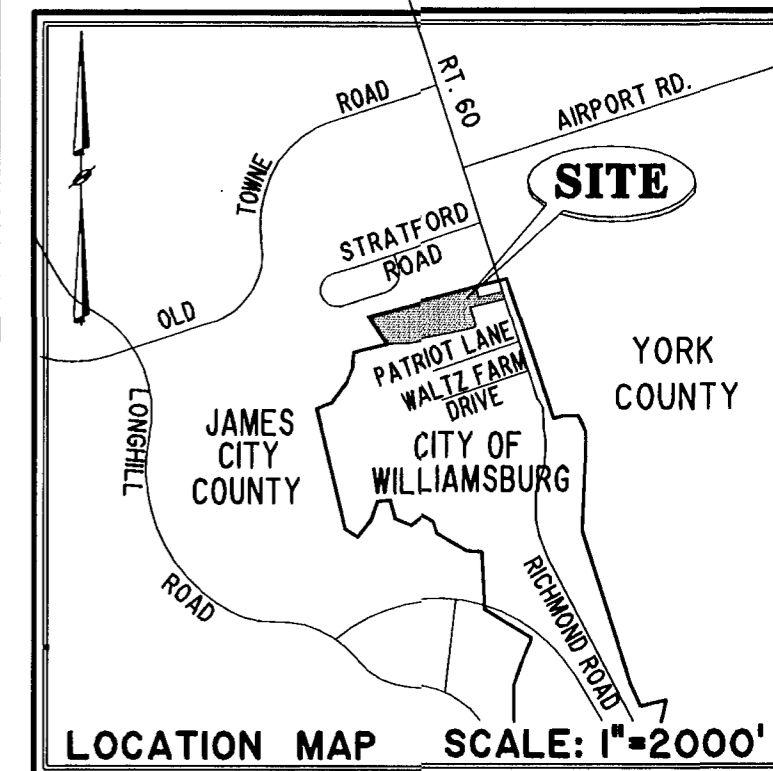 RT. 60
ROAD
AIRPORT RD.
TOWNE
SITE
STRATFORD
ROAD
OLD
PATRIOT LANE
WALTZ FARM
DRIVE
YORK
COUNTY
LONGHILL
JAMES
CITY
COUNTY
CITY OF
WILLIAMSBURG
ROAD
RICHMOND ROAD
LOCATION MAP SCALE: 1"=2000'